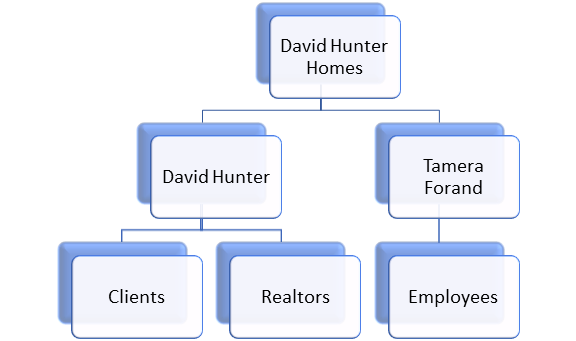 David Hunter
Homes
David Hunter
Tamera
Forand
Clients
Realtors
Employees